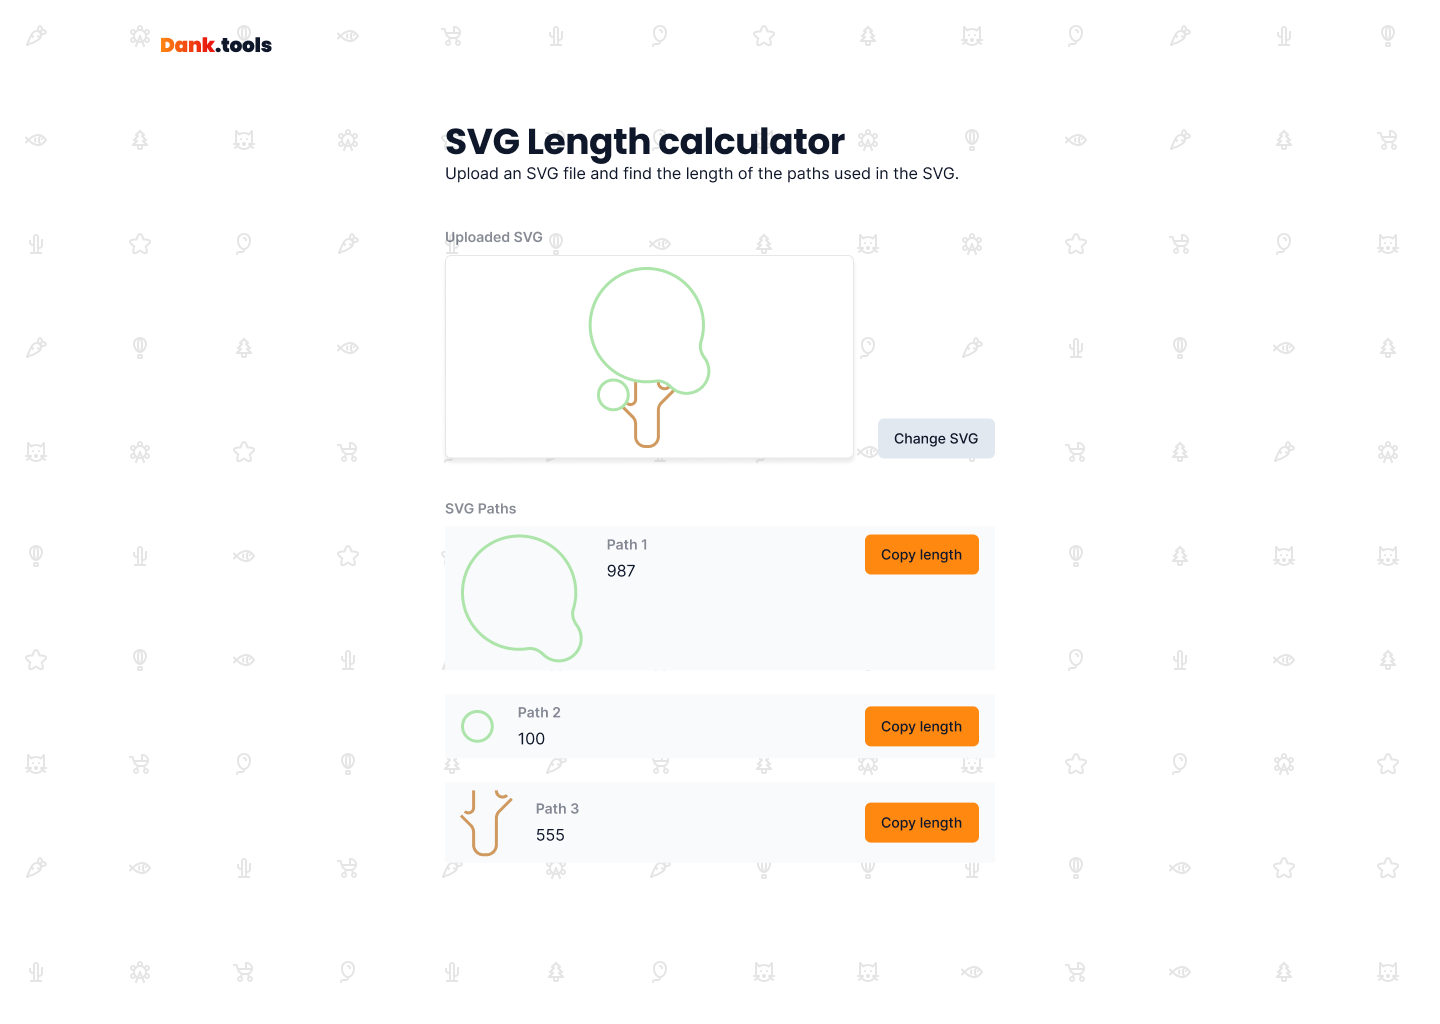 Dank.tools
SVG Length calculator
Upload an SVG file and find the length of the paths used in the SVG.
Uploaded SVG
Change SVG
SVG Paths
Path 1
987
Copy length
Path 2
100
Copy length
Path 3
555
Copy length